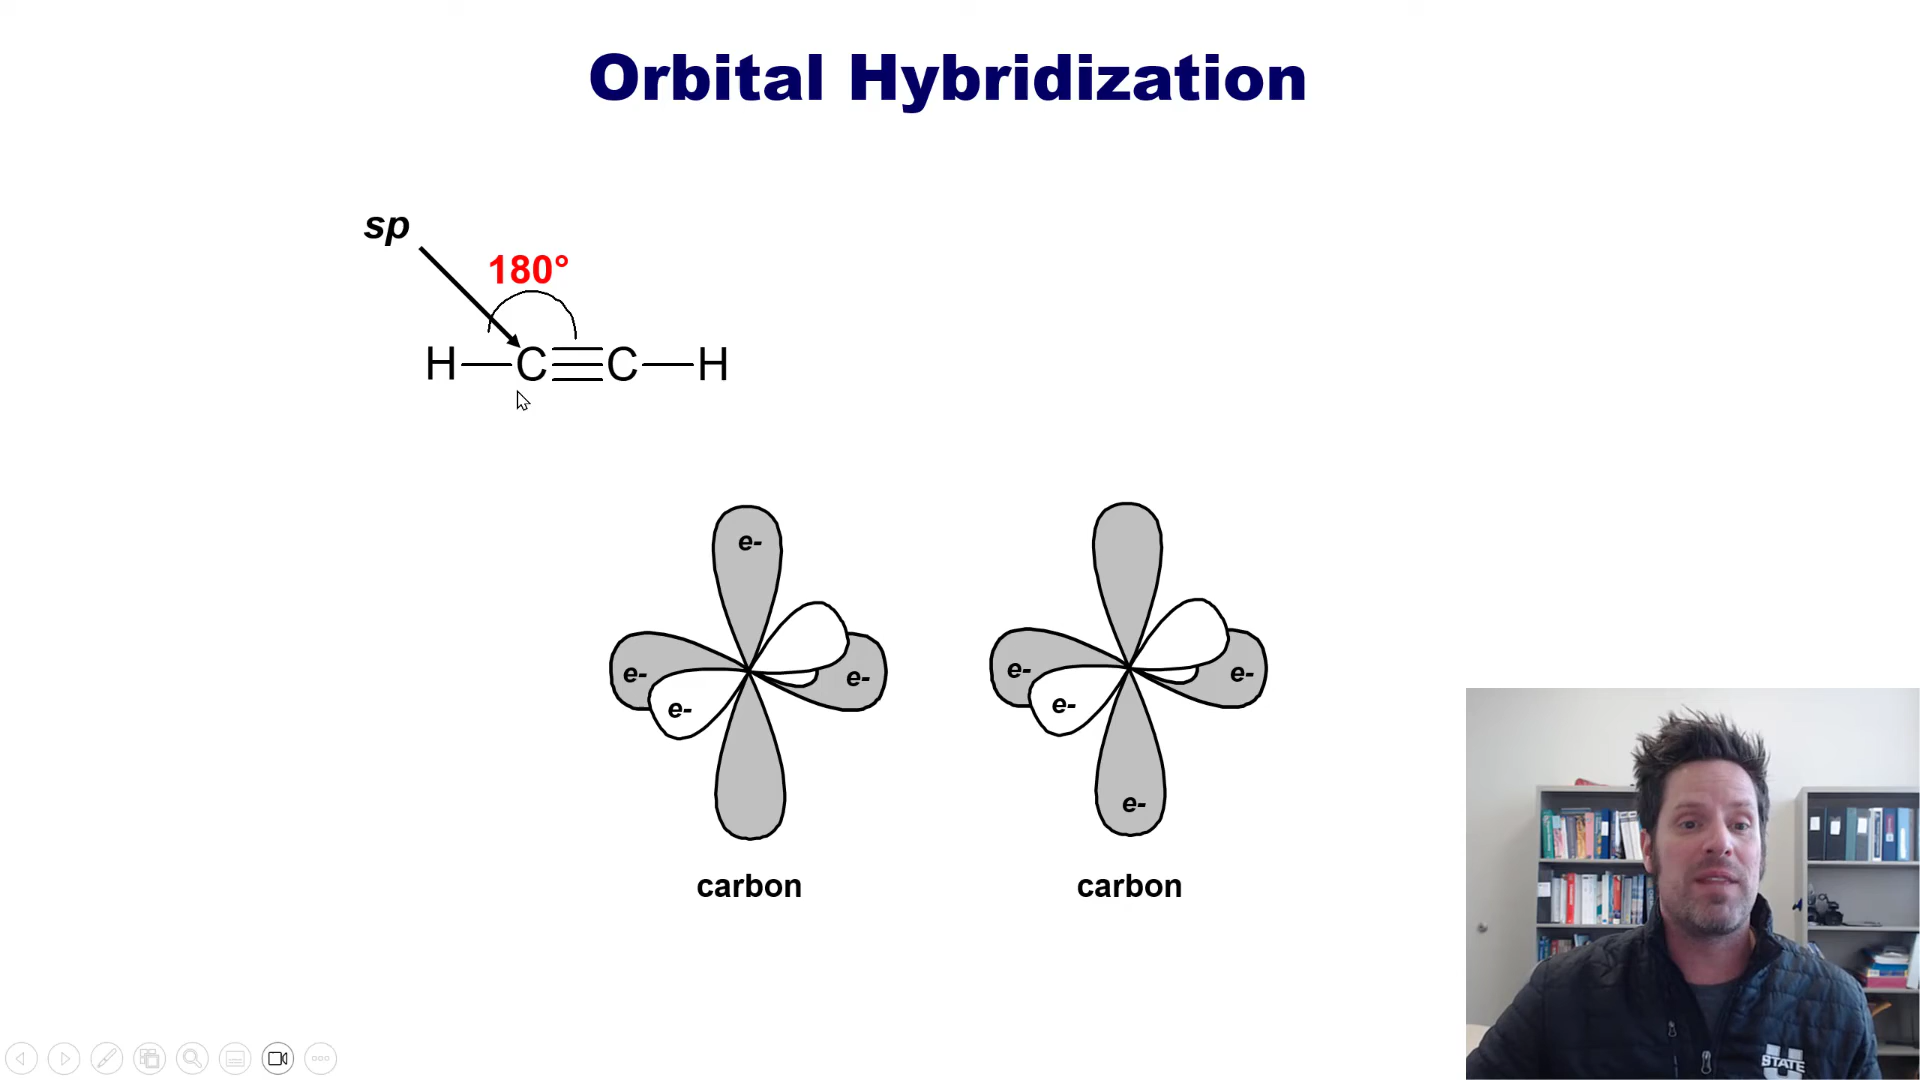 Orbital Hybridization
sp
180°
H—C≡C—H
e-
e-
e-
e-
e-
e-
e-
e-
carbon
carbon
U STATE